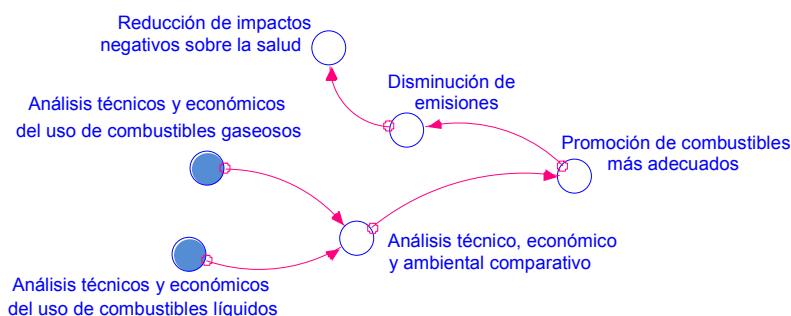 Reducción de impactos
negativos sobre la salud
Disminución de
emisiones
Análisis técnicos y económicos
del uso de combustibles gaseosos
Promoción de combustibles
más adecuados
Análisis técnico, económico
y ambiental comparativo
Análisis técnicos y económicos
del uso de combustibles líquidos